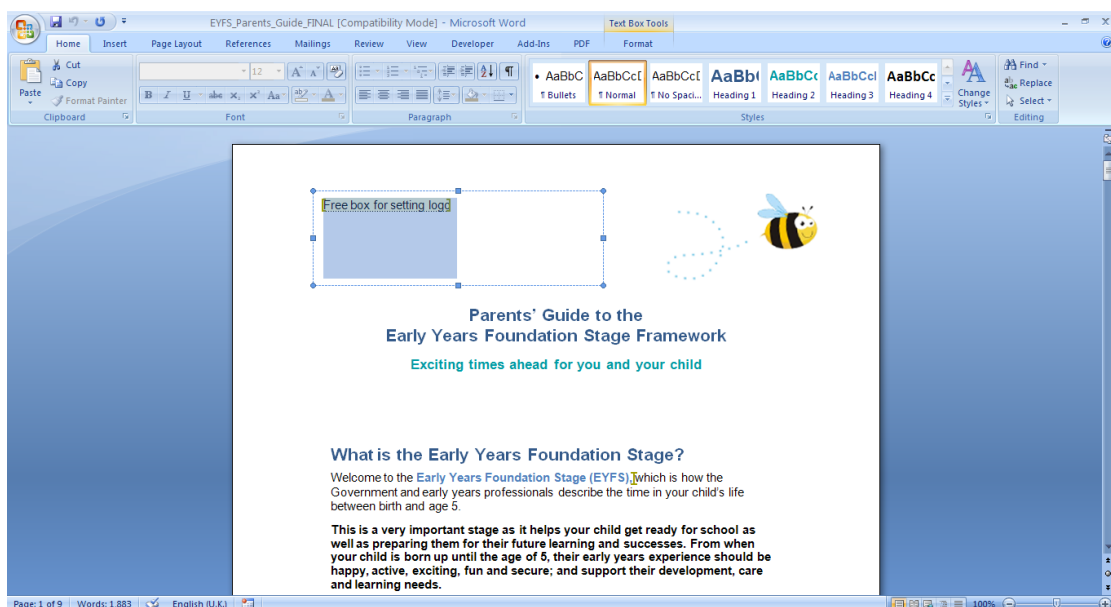 EYFS_Parents_Guide_FINAL [Compatibility Mode] - Microsoft Word
Text Box Tools
Home Insert Page Layout References Mailings Review View Developer Add-Ins PDF Format
Paste
Cut
Copy
Format Painter
Clipboard
12
Font
Paragraph
AaBbC AaBbCcD AaBbCcD AaBb( AaBbCc AaBbCcI AaBbCc
Bullets ¶ Normal ¶ No Spaci... Heading 1 Heading 2 Heading 3 Heading 4
Change Styles
Styles
Find
Replace
Select
Editing
Free box for setting logo
Parents’ Guide to the
Early Years Foundation Stage Framework
Exciting times ahead for you and your child
What is the Early Years Foundation Stage?
Welcome to the Early Years Foundation Stage (EYFS), which is how the
Government and early years professionals describe the time in your child’s life
between birth and age 5.
This is a very important stage as it helps your child get ready for school as
well as preparing them for their future learning and successes. From when
your child is born up until the age of 5, their early years experience should be
happy, active, exciting, fun and secure; and support their development, care
and learning needs.
Page: 1 of 9 Words: 1,883 English (U.K.) 100%